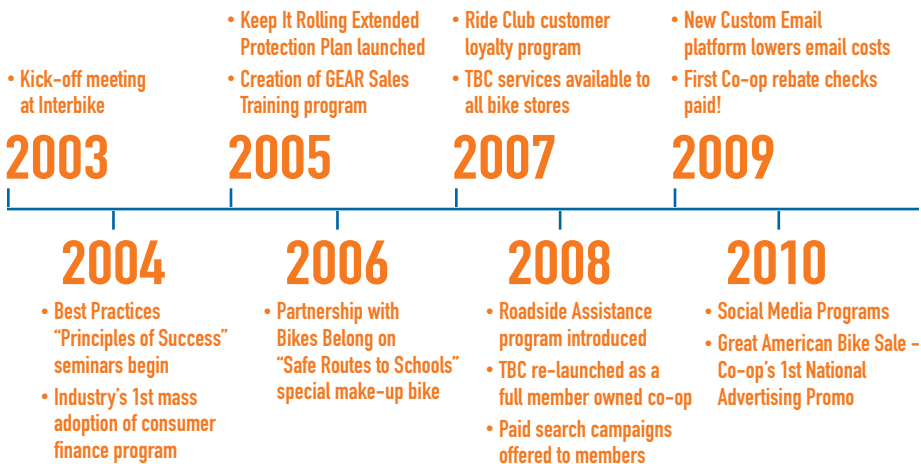 • Kick-off meeting
at Interbike
2003
• Keep It Rolling Extended
Protection Plan launched
• Creation of GEAR Sales
Training program
2005
• Ride Club customer
loyalty program
• TBC services available to
all bike stores
2007
• New Custom Email
platform lowers email costs
• First Co-op rebate checks
paid!
2009
2004
• Best Practices
“Principles of Success”
seminars begin
• Industry's 1st mass
adoption of consumer
finance program
2006
• Partnership with
Bikes Belong on
“Safe Routes to Schools”
special make-up bike
2008
• Roadside Assistance
program introduced
• TBC re-launched as a
full member owned co-op
• Paid search campaigns
offered to members
2010
• Social Media Programs
• Great American Bike Sale –
Co-op's 1st National
Advertising Promo